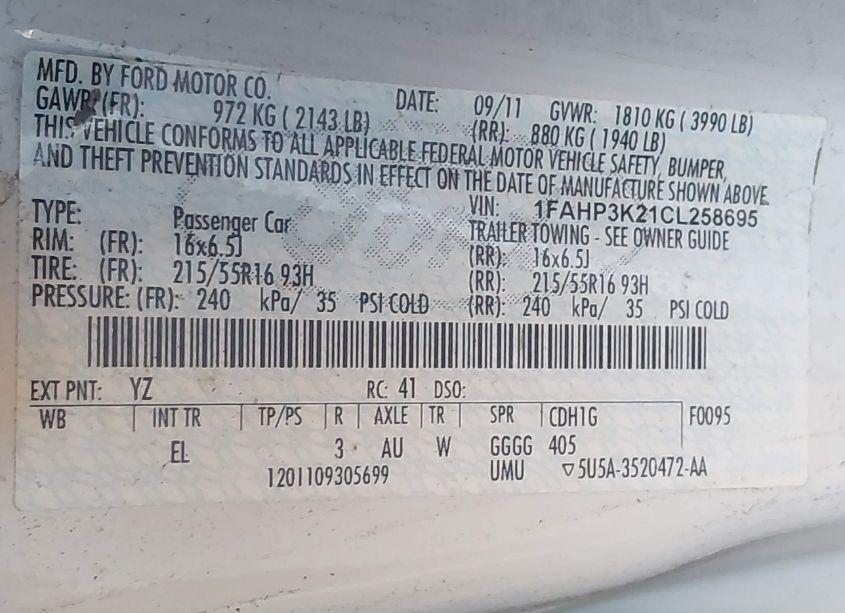 MFD. BY FORD MOTOR CO.
DATE: 09/11 GVWR: 1810 KG ( 3990 LB)
GAWR: (FR): 972 KG ( 2143 LB) (RR): 880 KG ( 1940 LB)
THIS VEHICLE CONFORMS TO ALL APPLICABLE FEDERAL MOTOR VEHICLE SAFETY, BUMPER,
AND THEFT PREVENTION STANDARDS IN EFFECT ON THE DATE OF MANUFACTURE SHOWN ABOVE.
VIN: 1FAHP3K21CL258695
TYPE: Passenger Car TRAILER TOWING - SEE OWNER GUIDE
RIM: (FR): 16x6.5J (RR): 16x6.5J
TIRE: (FR): 215/55R16 93H (RR): 215/55R16 93H
PRESSURE: (FR): 240 kPa/ 35 PSI COLD (RR): 240 kPa/ 35 PSI COLD
EXT PNT: YZ RC: 41 DSO:
WB INT TR TP/PS R AXLE TR SPR CDH1G F0095
EL 3 AU W GGGG 405
1201109305699 UMU ▽5U5A-3520472-AA